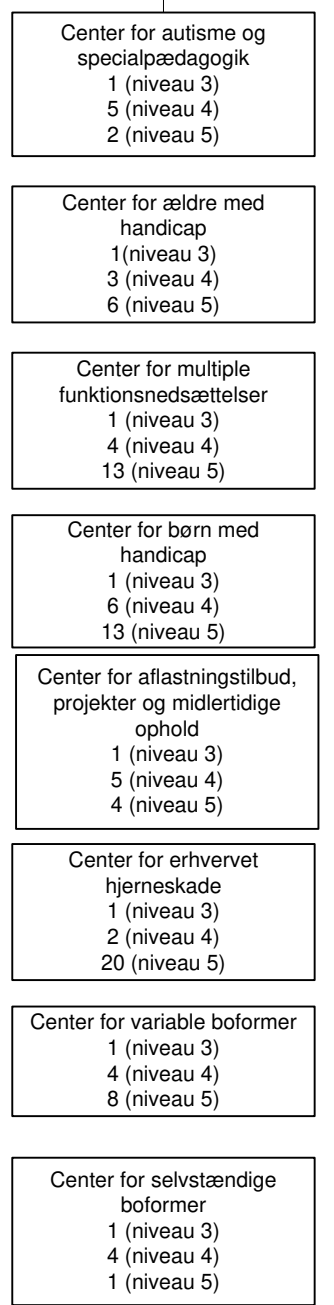 Center for autisme og
specialpædagogik
1 (niveau 3)
5 (niveau 4)
2 (niveau 5)
Center for ældre med
handicap
1(niveau 3)
3 (niveau 4)
6 (niveau 5)
Center for multiple
funktionsnedsættelser
1 (niveau 3)
4 (niveau 4)
13 (niveau 5)
Center for børn med
handicap
1 (niveau 3)
6 (niveau 4)
13 (niveau 5)
Center for aflastningstilbud,
projekter og midlertidige
ophold
1 (niveau 3)
5 (niveau 4)
4 (niveau 5)
Center for erhvervet
hjerneskade
1 (niveau 3)
2 (niveau 4)
20 (niveau 5)
Center for variable boformer
1 (niveau 3)
4 (niveau 4)
8 (niveau 5)
Center for selvstændige
boformer
1 (niveau 3)
4 (niveau 4)
1 (niveau 5)